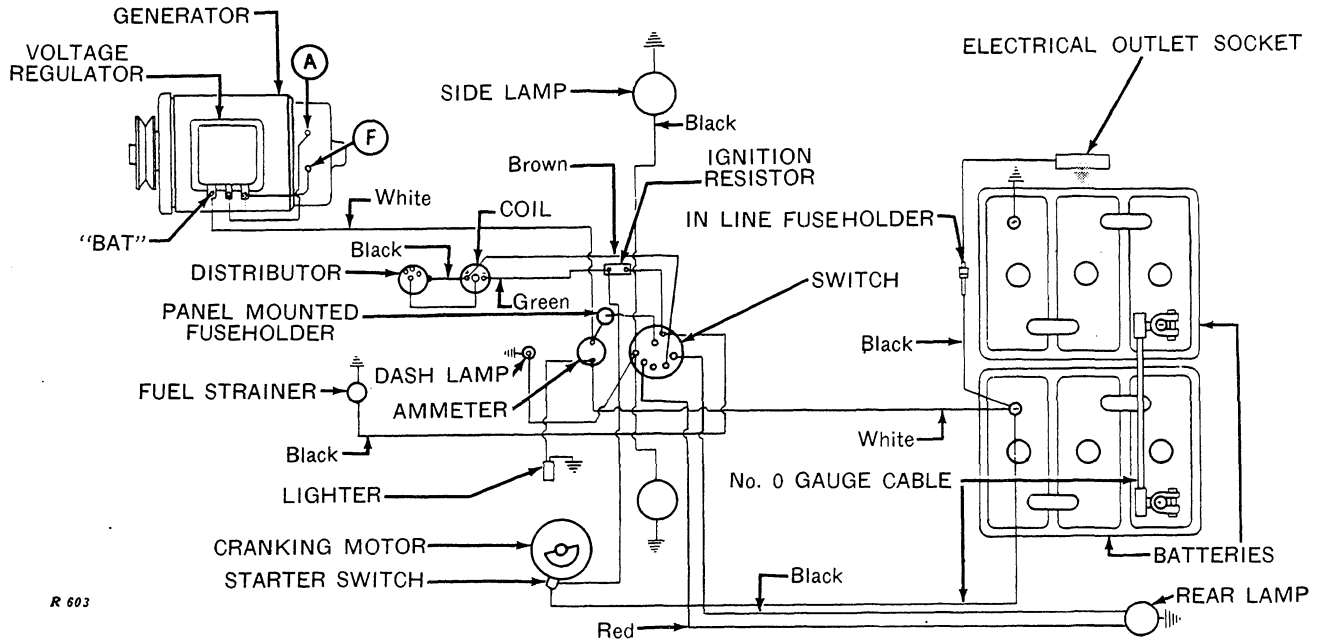 GENERATOR
VOLTAGE
REGULATOR
A
F
"BAT"
White
SIDE LAMP
Black
Brown
IGNITION
RESISTOR
ELECTRICAL OUTLET SOCKET
IN LINE FUSEHOLDER
COIL
Black
DISTRIBUTOR
Green
SWITCH
PANEL MOUNTED
FUSEHOLDER
Black
DASH LAMP
FUEL STRAINER
AMMETER
White
Black
LIGHTER
No. 0 GAUGE CABLE
CRANKING MOTOR
STARTER SWITCH
BATTERIES
Black
REAR LAMP
R 603
Red